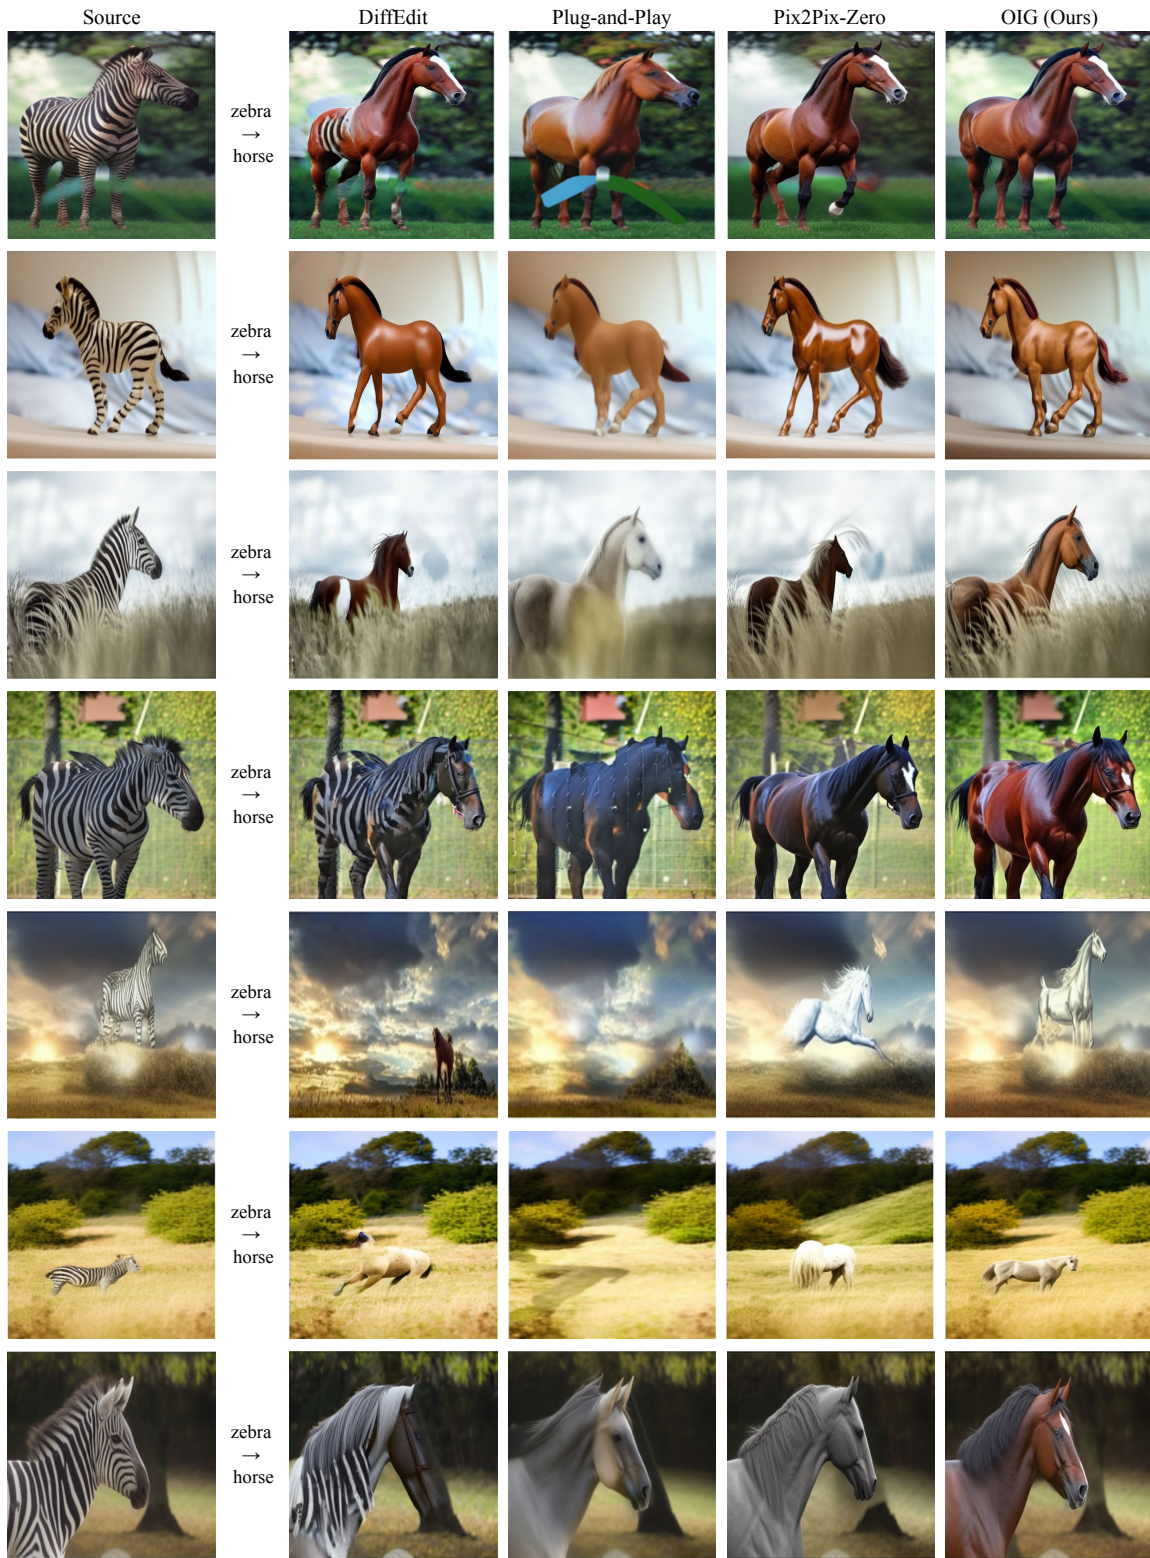 Source DiffEdit Plug-and-Play Pix2Pix-Zero OIG (Ours)
zebra
→
horse
zebra
→
horse
zebra
→
horse
zebra
→
horse
zebra
→
horse
zebra
→
horse
zebra
→
horse